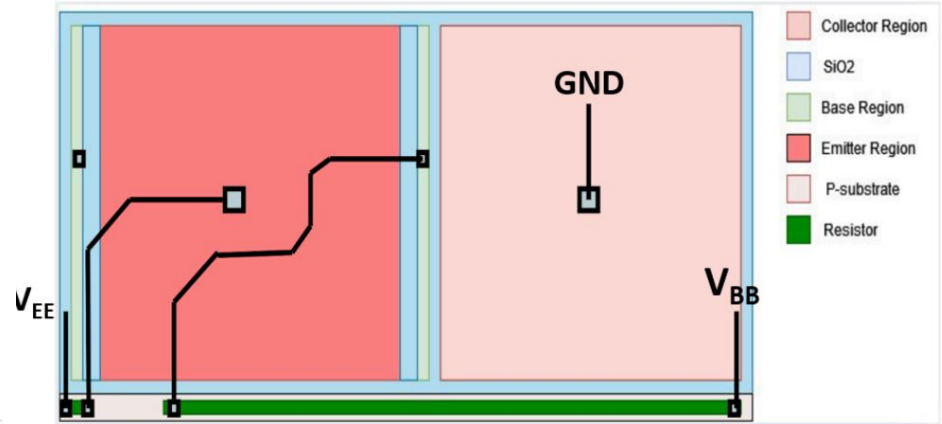 Collector Region
SiO2
GND
Base Region
Emitter Region
P-substrate
Resistor
VEE
VBB